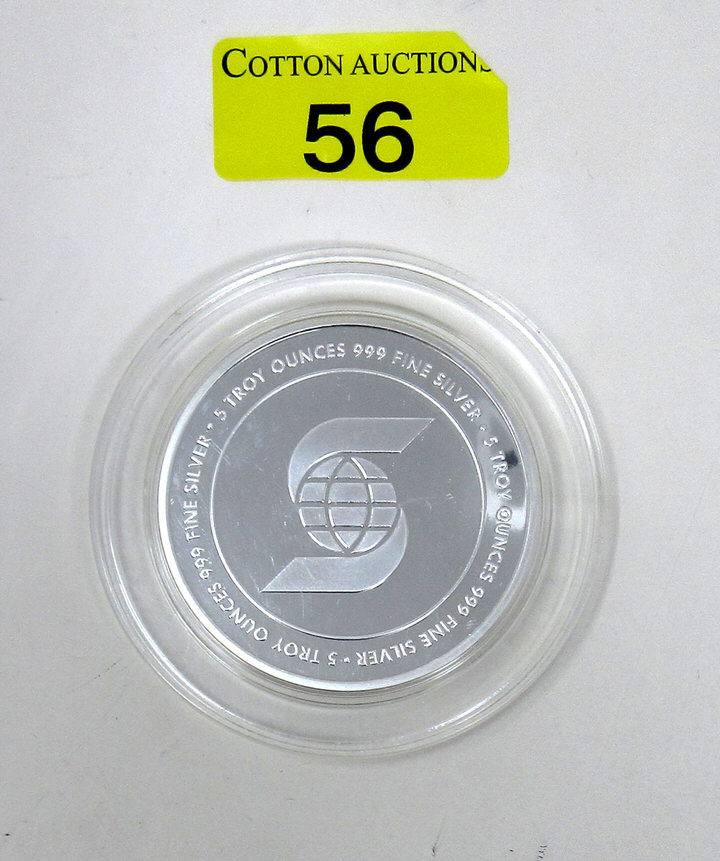 COTTON AUCTIONS
56
5 TROY OUNCES 999 FINE SILVER · 5 TROY OUNCES 999 FINE SILVER · 5 TROY OUNCES 999 FINE SILVER ·